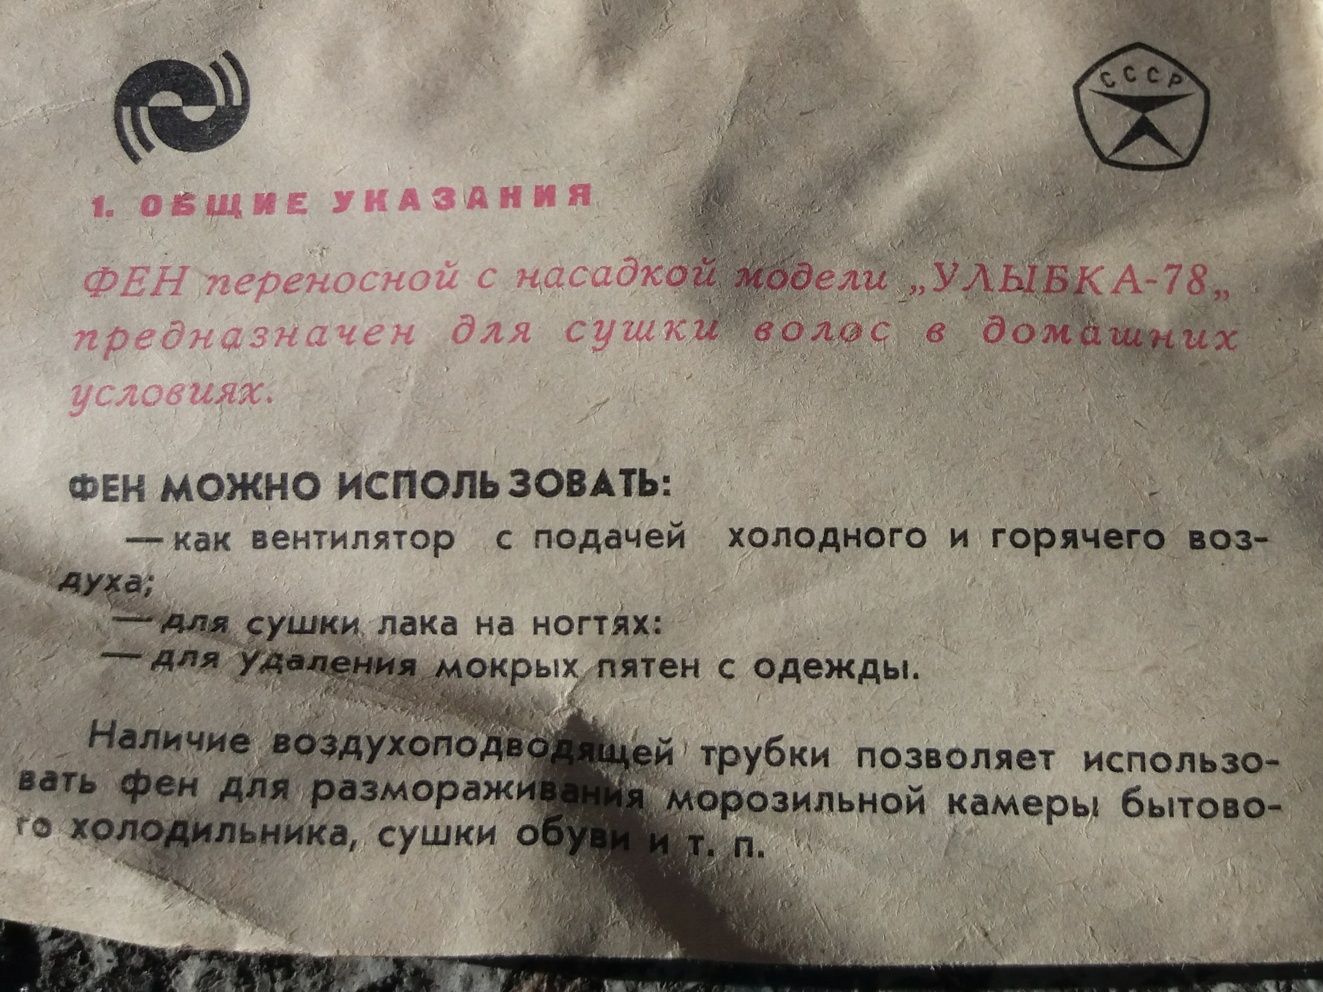 СССР
1. ОБЩИЕ УКАЗАНИЯ
ФЕН переносной с насадкой модели „УЛЫБКА-78„
предназначен для сушки волос в домашних
условиях.
ФЕН МОЖНО ИСПОЛЬЗОВАТЬ:
— как вентилятор с подачей холодного и горячего воз-
духа;
— для сушки лака на ногтях:
— для удаления мокрых пятен с одежды.
Наличие воздухоподводящей трубки позволяет использо-
вать фен для размораживания морозильной камеры бытово-
го холодильника, сушки обуви и т. п.